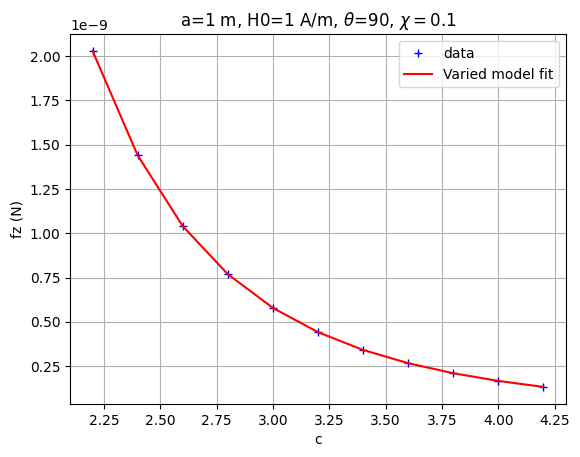 a=1 m, H0=1 A/m, θ=90, χ = 0.1
1e−9
data
Varied model fit
2.00
1.75
1.50
1.25
1.00
0.75
0.50
0.25
fz (N)
2.25 2.50 2.75 3.00 3.25 3.50 3.75 4.00 4.25
c